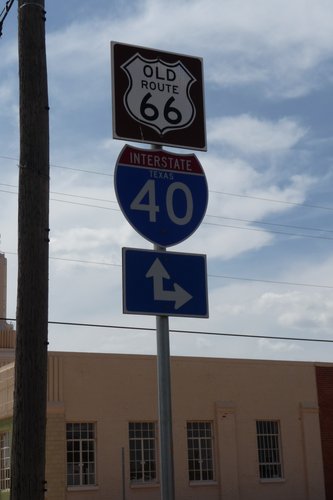 OLD
ROUTE
66
INTERSTATE
TEXAS
40